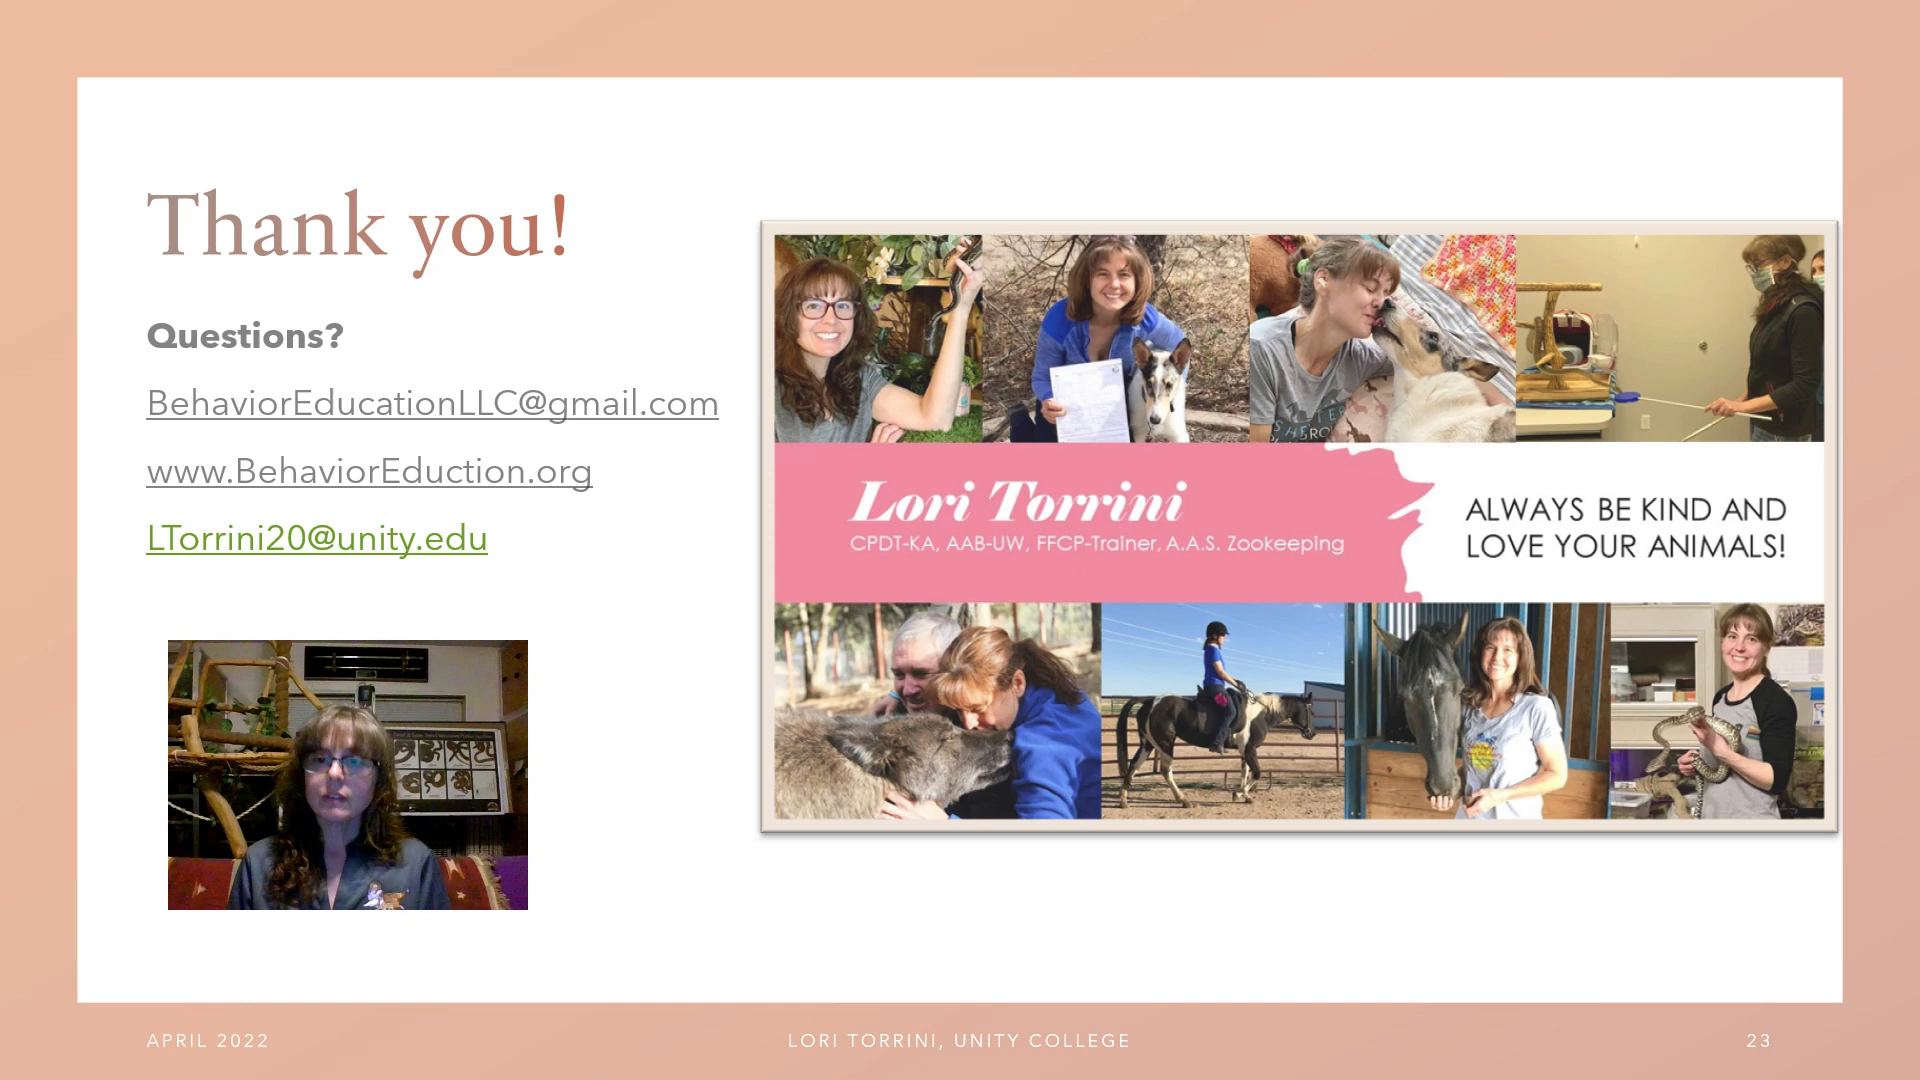 Thank you!
Questions?
BehaviorEducationLLC@gmail.com
www.BehaviorEduction.org
LTorrini20@unity.edu
Lori Torrini
CPDT-KA, AAB-UW, FFCP-Trainer, A.A.S. Zookeeping
ALWAYS BE KIND AND
LOVE YOUR ANIMALS!
APRIL 2022
LORI TORRINI, UNITY COLLEGE
23